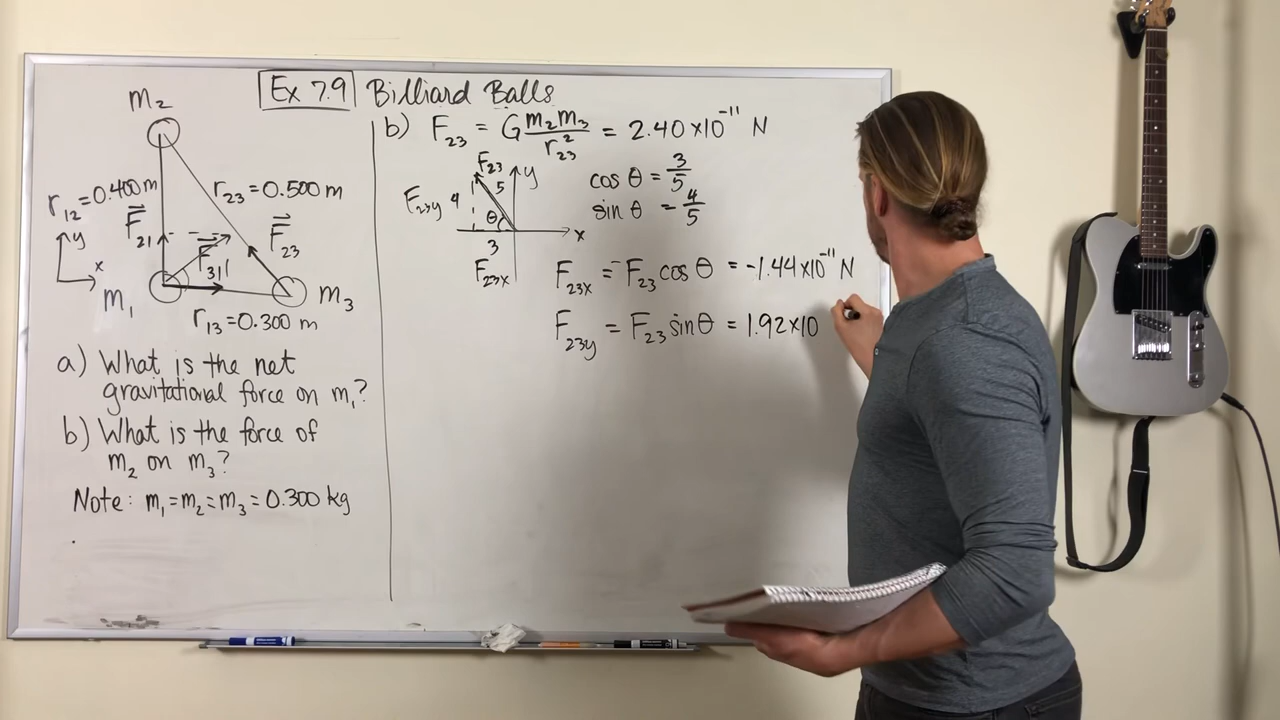 Ex 7.9 Billiard Balls
m₂
r₁₂=0.400 m
r₂₃=0.500 m
F⃗₂₁
F⃗₃₁
F⃗₂₃
y
x
m₁
m₃
r₁₃=0.300 m
a) What is the net
gravitational force on m₁?
b) What is the force of
m₂ on m₃?
Note: m₁=m₂=m₃=0.300 kg
b) F₂₃ = G m₂m₃/r₂₃² = 2.40×10⁻¹¹ N
F₂₃
y
F₂₃y 4
5
θ
x
3
F₂₃x
cos θ = 3/5
sin θ = 4/5
F₂₃x = -F₂₃ cos θ = -1.44×10⁻¹¹ N
F₂₃y = F₂₃ sin θ = 1.92×10